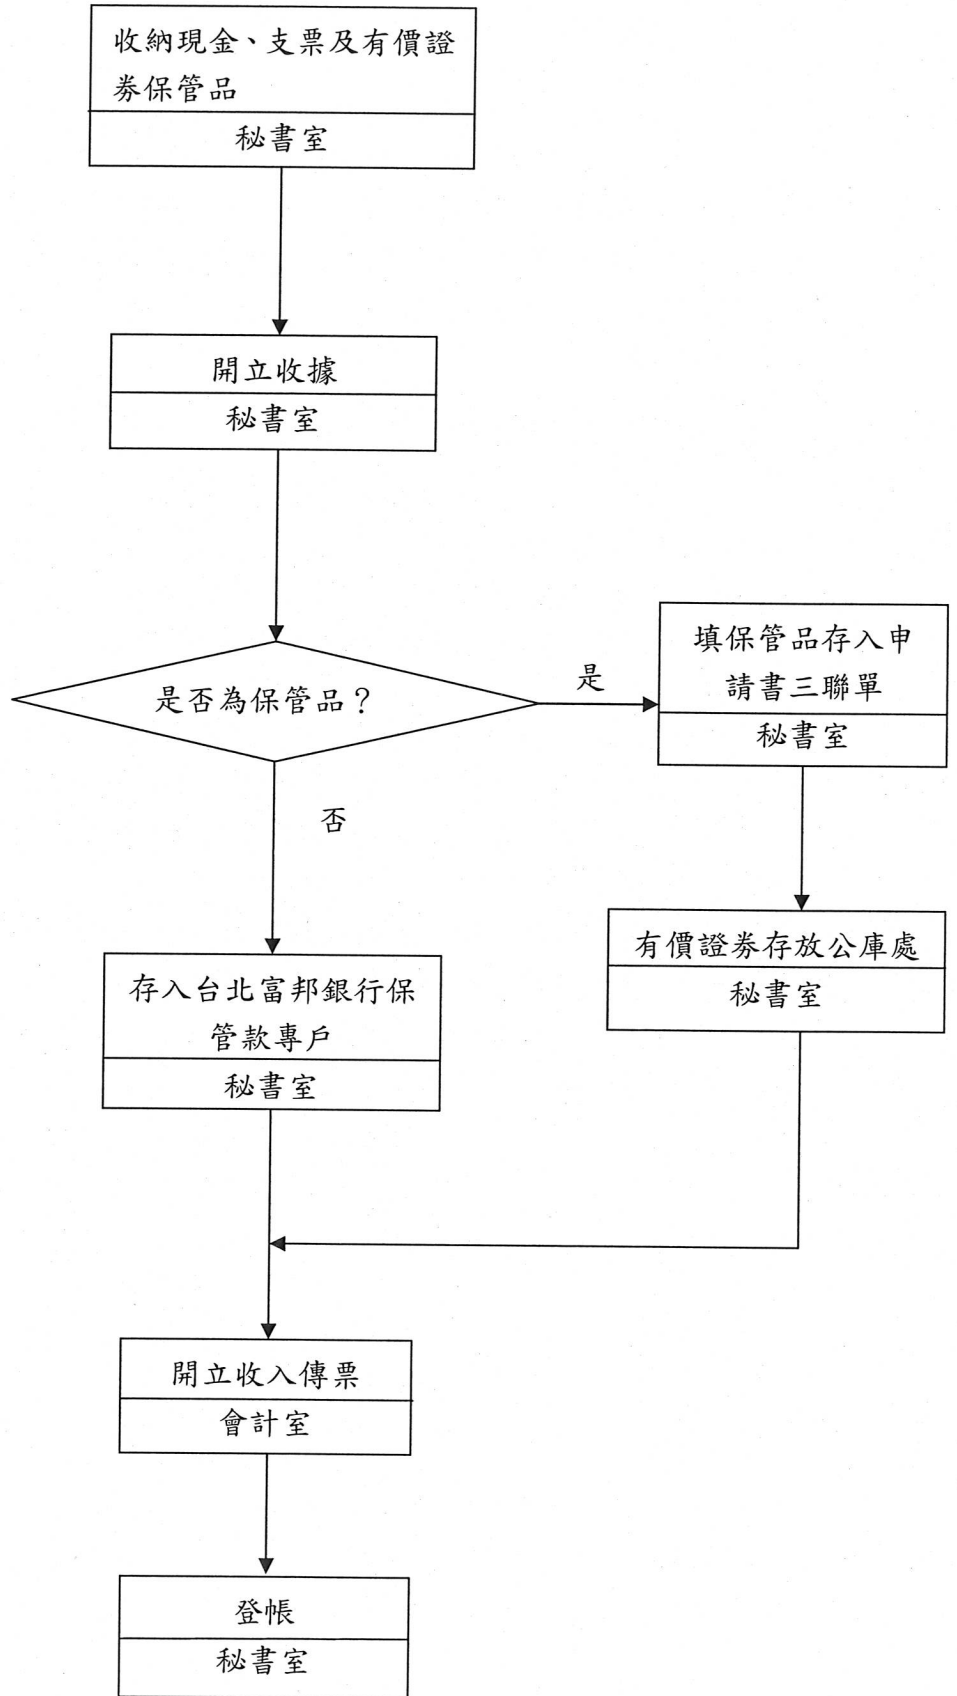 收納現金、支票及有價證
券保管品
秘書室
開立收據
秘書室
是否為保管品？
是
填保管品存入申
請書三聯單
秘書室
否
有價證券存放公庫處
秘書室
存入台北富邦銀行保
管款專戶
秘書室
開立收入傳票
會計室
登帳
秘書室